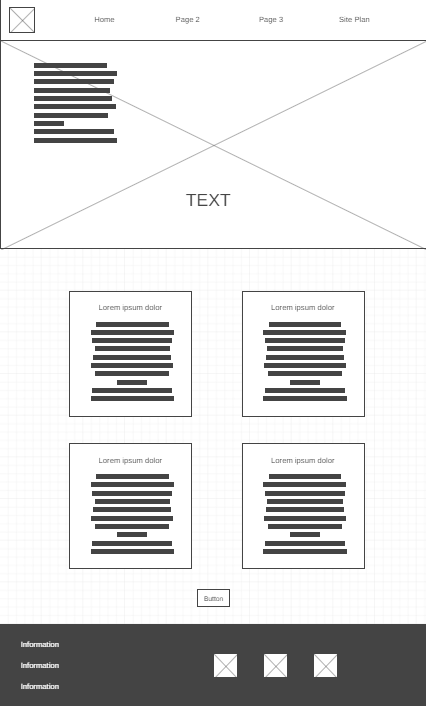 Home Page 2 Page 3 Site Plan
TEXT
Lorem ipsum dolor
Lorem ipsum dolor
Lorem ipsum dolor
Lorem ipsum dolor
Button
Information
Information
Information